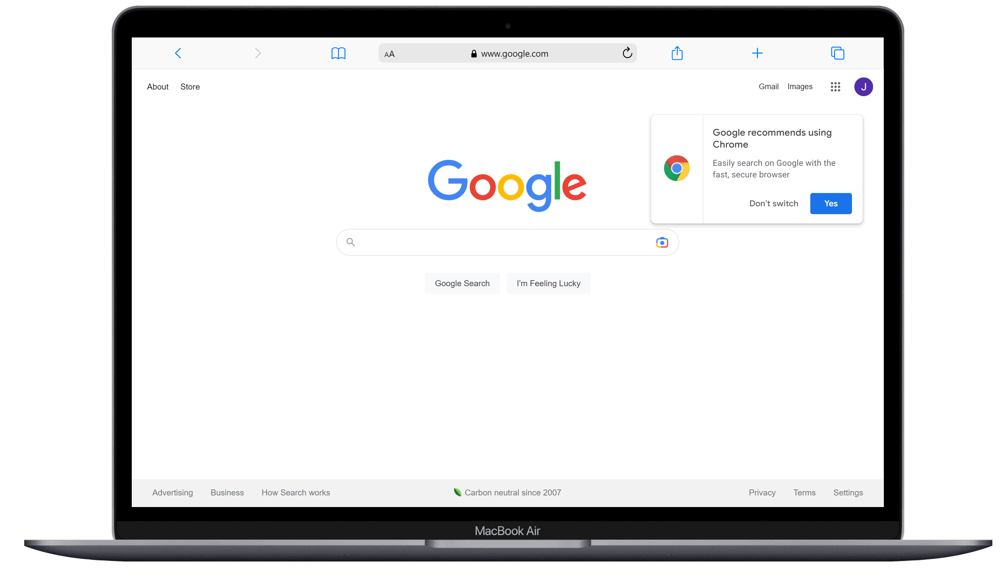 AA
www.google.com
About Store
Gmail Images
J
Google recommends using
Chrome
Easily search on Google with the
fast, secure browser
Don't switch
Yes
Google
Google Search
I'm Feeling Lucky
Advertising Business How Search works
Carbon neutral since 2007
Privacy Terms Settings
MacBook Air